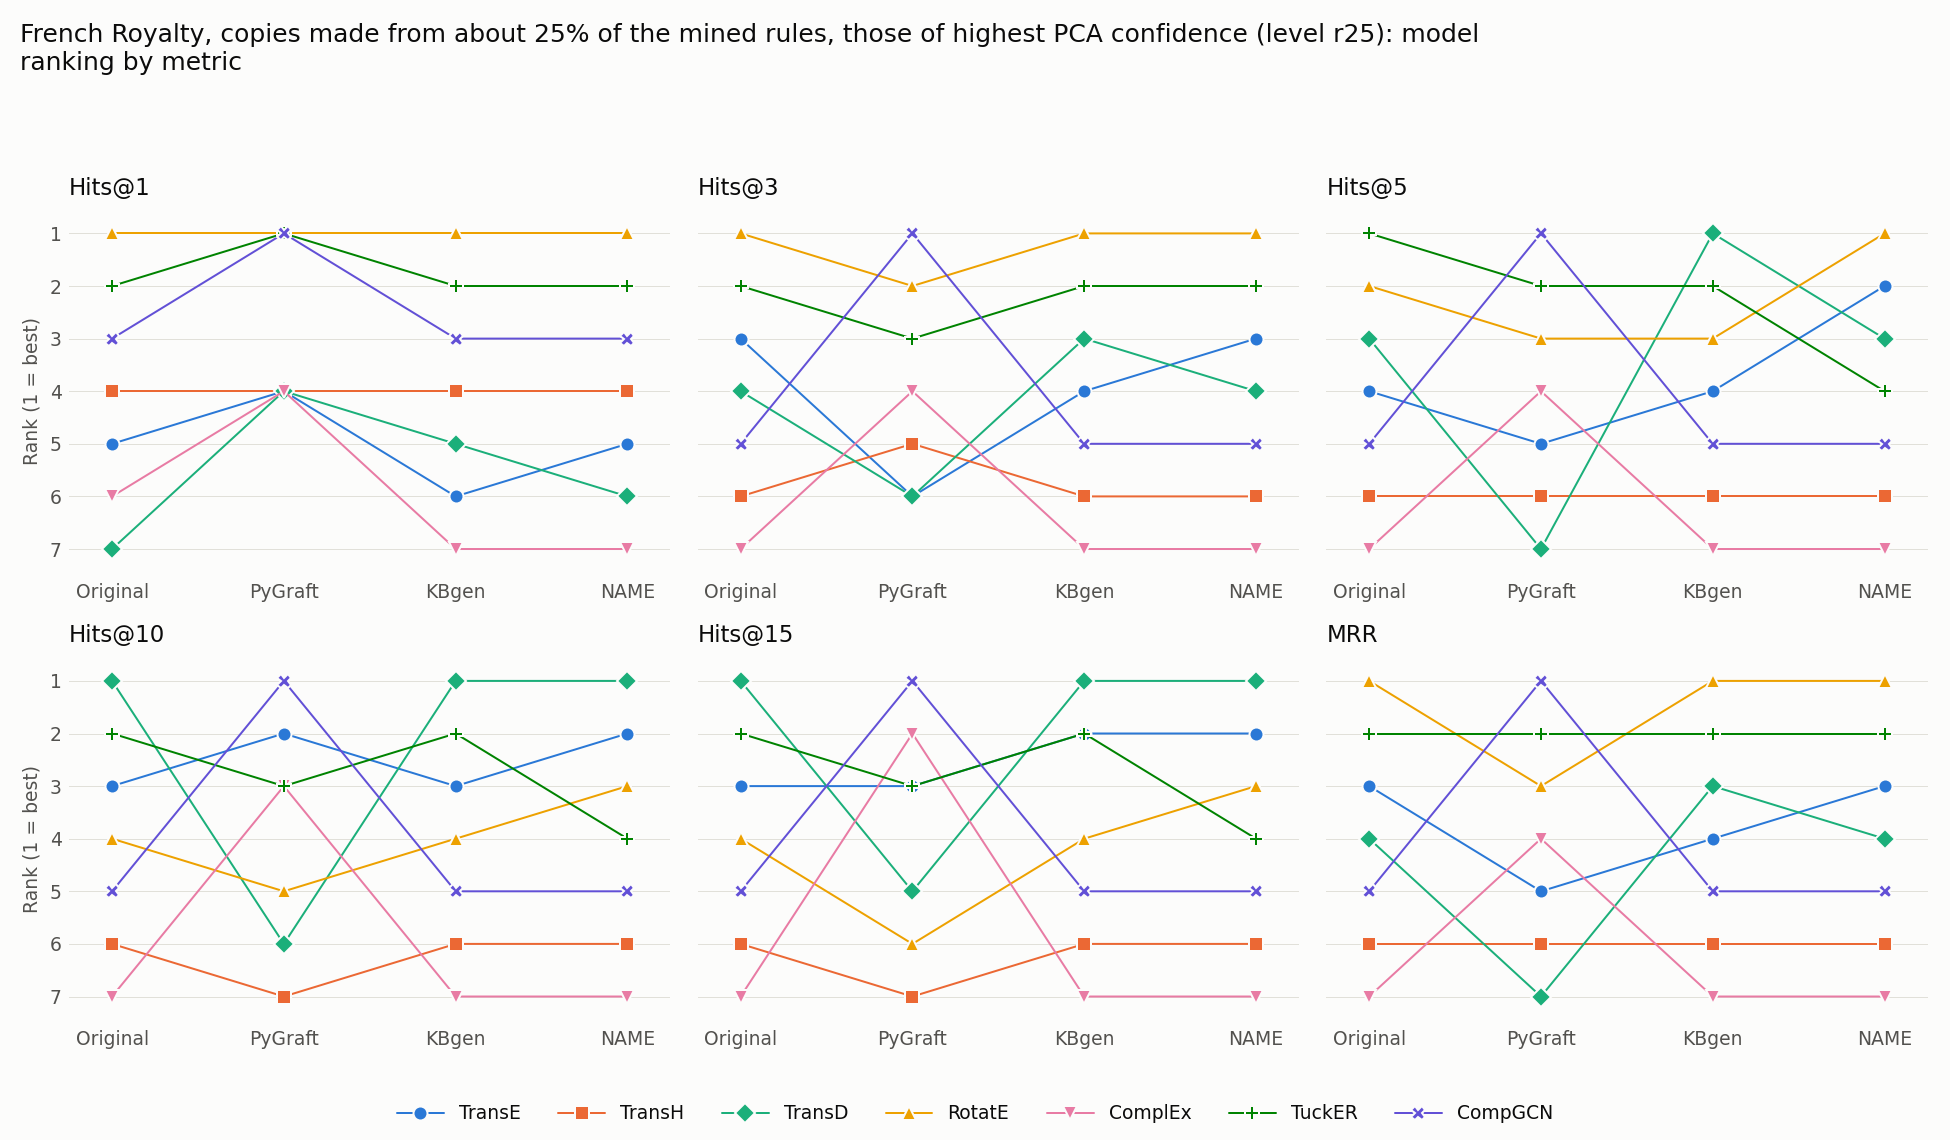 French Royalty, copies made from about 25% of the mined rules, those of highest PCA confidence (level r25): model
ranking by metric
Hits@1
Hits@3
Hits@5
Rank (1 = best)
1
2
3
4
5
6
7
Original PyGraft KBgen NAME
Original PyGraft KBgen NAME
Original PyGraft KBgen NAME
Hits@10
Hits@15
MRR
Rank (1 = best)
1
2
3
4
5
6
7
Original PyGraft KBgen NAME
Original PyGraft KBgen NAME
Original PyGraft KBgen NAME
TransE TransH TransD RotatE ComplEx TuckER CompGCN